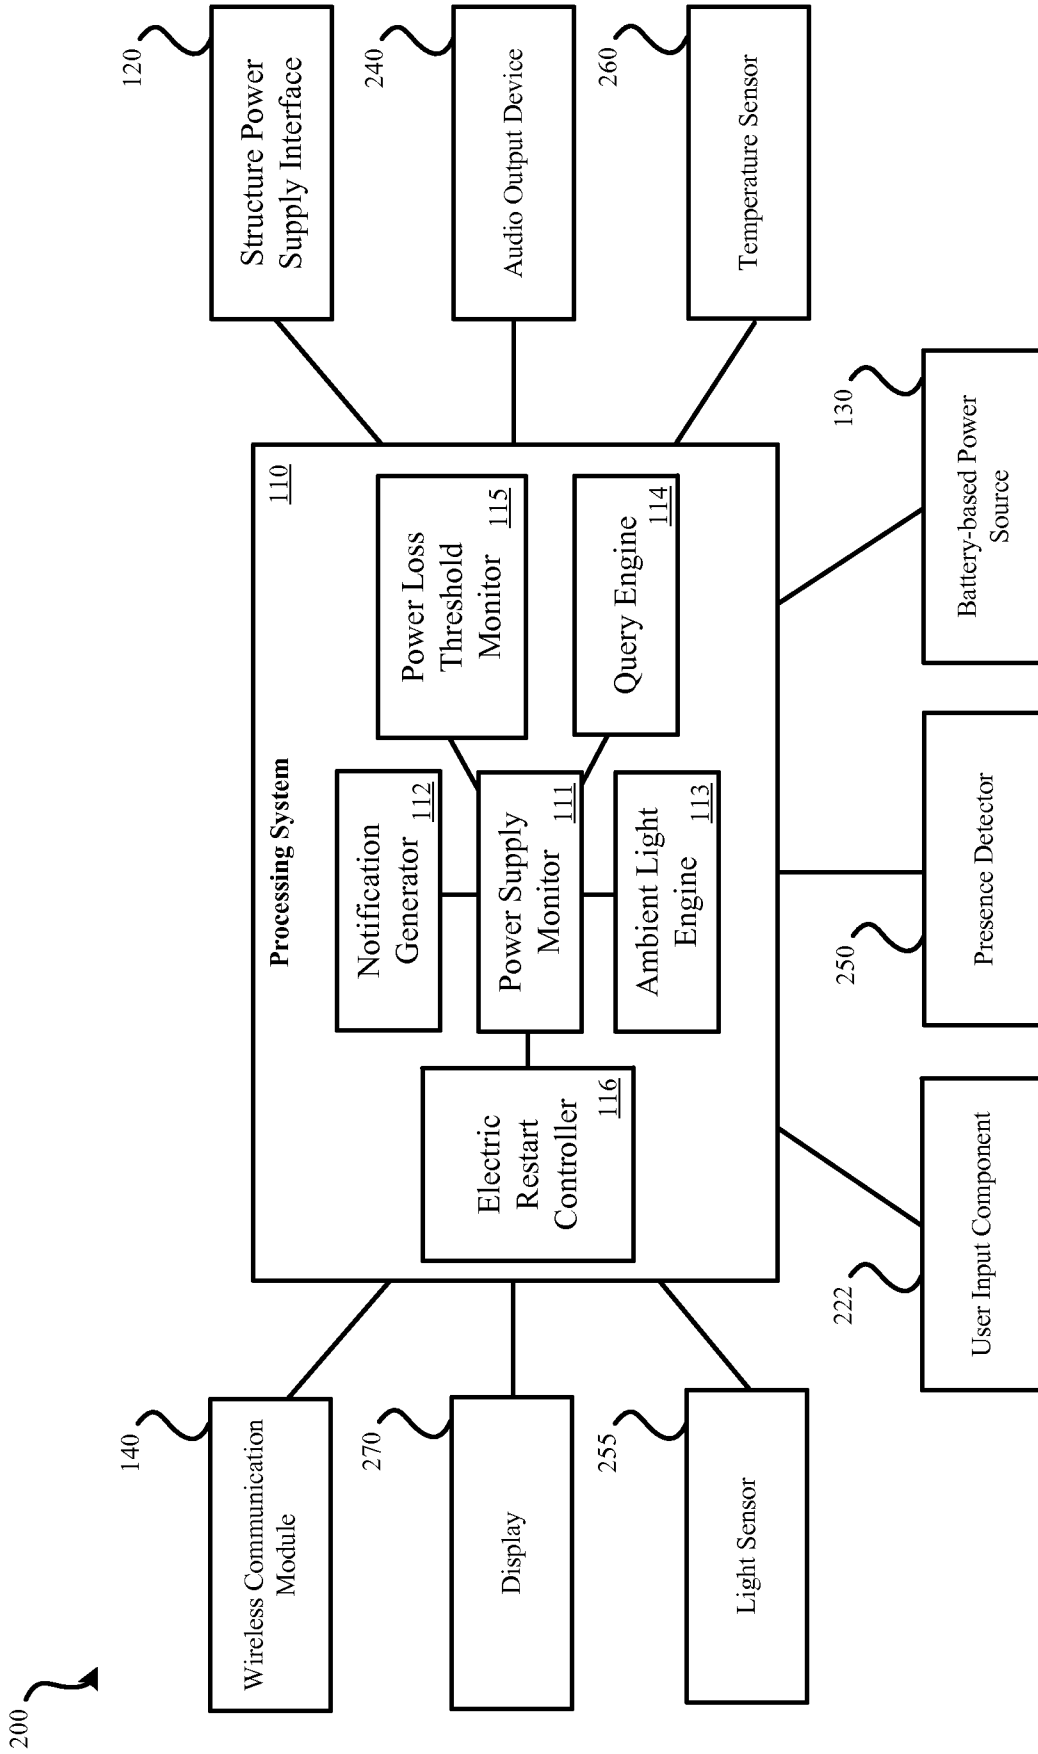 200
140
Wireless Communication
Module
270
Display
255
Light Sensor
Processing System
110
Electric
Restart
Controller
116
Notification
Generator
112
Power Supply
Monitor
111
Ambient Light
Engine
113
Power Loss
Threshold
Monitor
115
Query Engine
114
120
Structure Power
Supply Interface
240
Audio Output Device
260
Temperature Sensor
222
User Input Component
250
Presence Detector
130
Battery-based Power
Source